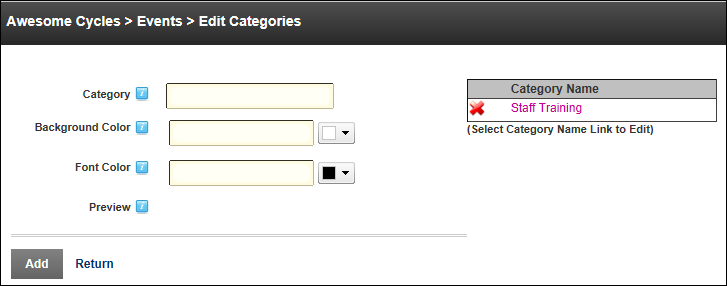 Awesome Cycles > Events > Edit Categories
Category
Background Color
Font Color
Preview
Category Name
Staff Training
(Select Category Name Link to Edit)
Add Return